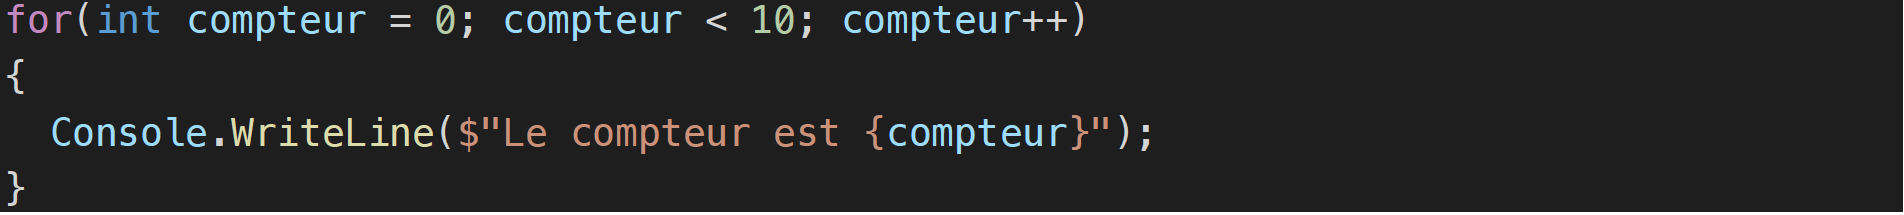 for(int compteur = 0; compteur < 10; compteur++)
{
  Console.WriteLine($"Le compteur est {compteur}");
}